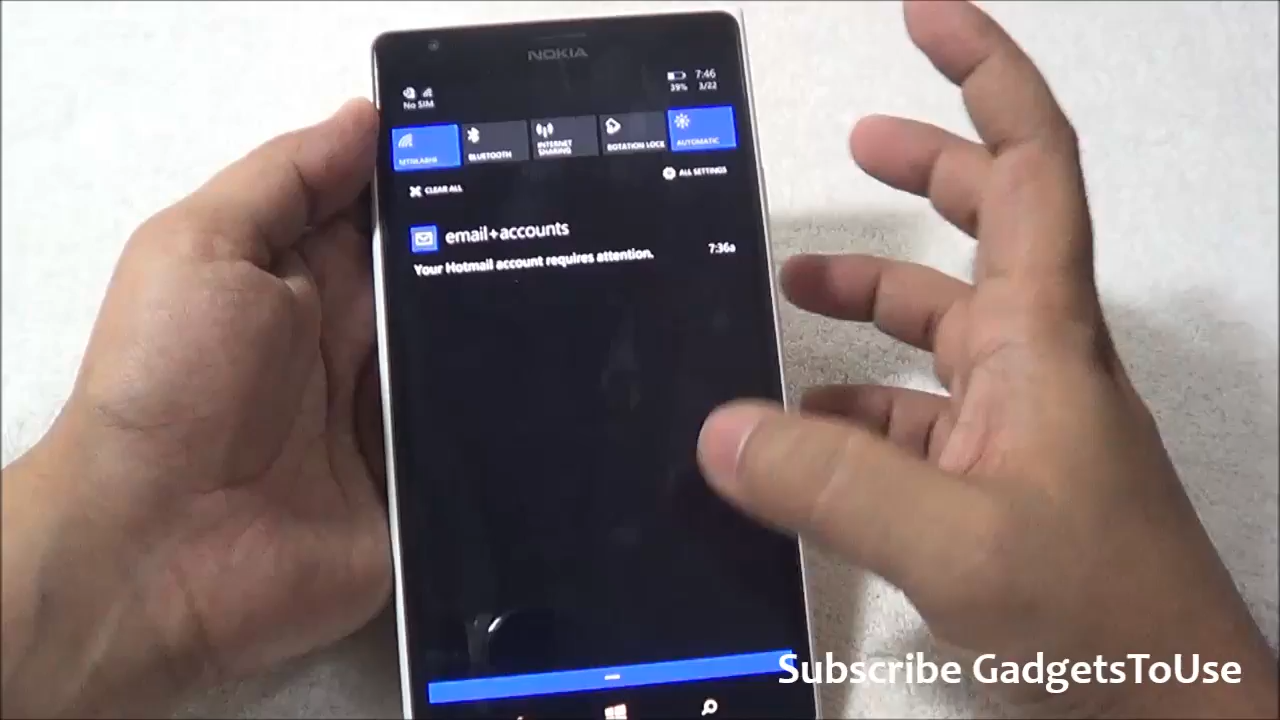 NOKIA
7:46
No SIM
39% 3/22
BLUETOOTH
INTERNET SHARING
ROTATION LOCK
AUTOMATIC
CLEAR ALL
ALL SETTINGS
email+accounts
Your Hotmail account requires attention. 7:36a
Subscribe GadgetsToUse